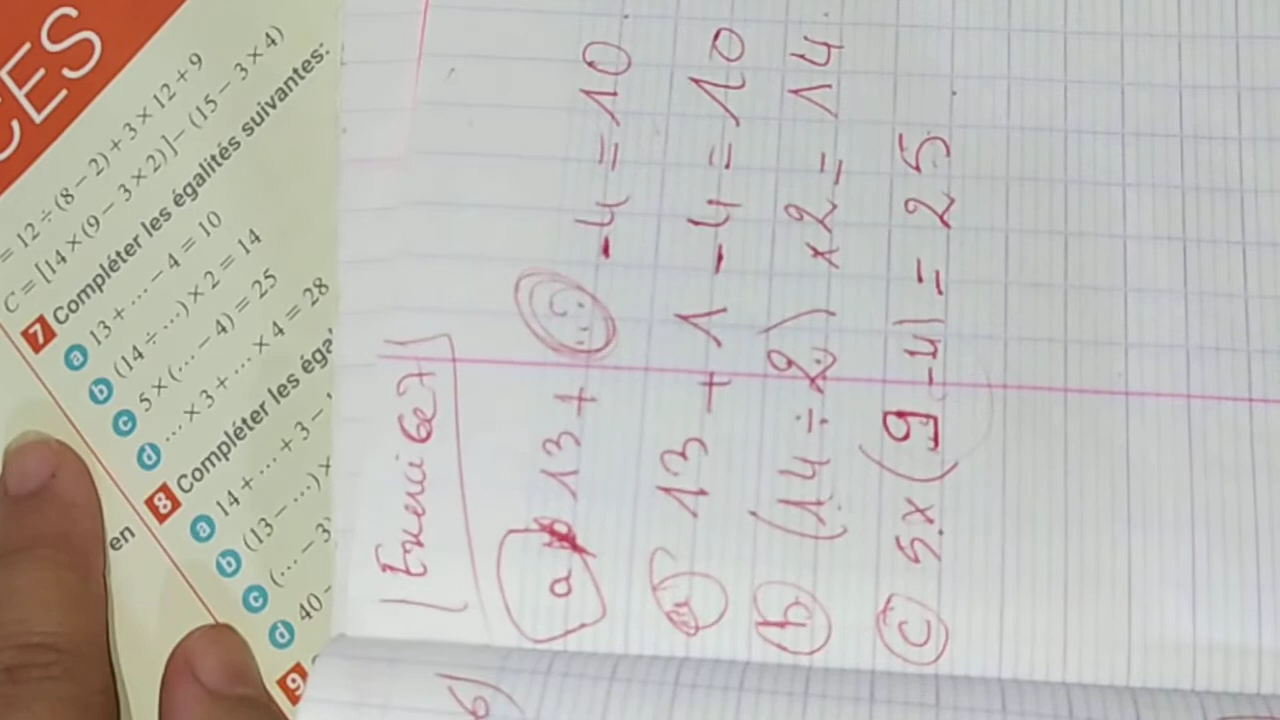 CES
= 12 ÷ (8 − 2) + 3 × 12 ÷ 9
C = [14 × (9 − 3 × 2)] − (15 − 3 × 4)
7 Compléter les égalités suivantes:
a 13 + ... − 4 = 10
b (14 ÷ ...) × 2 = 14
c 5 × (... − 4) = 25
d ... × 3 + ... × 4 = 28
8 Compléter les éga
a 14 + ... + 3 −
b (13 − ...) ×
c (... − 3)
d 40 −
9
en
a 13 + ... - 4 = 10
13 + 1 - 4 = 10
b (14 ÷ 2) x 2 = 14
c 5 x (9 - 4) = 25
6)